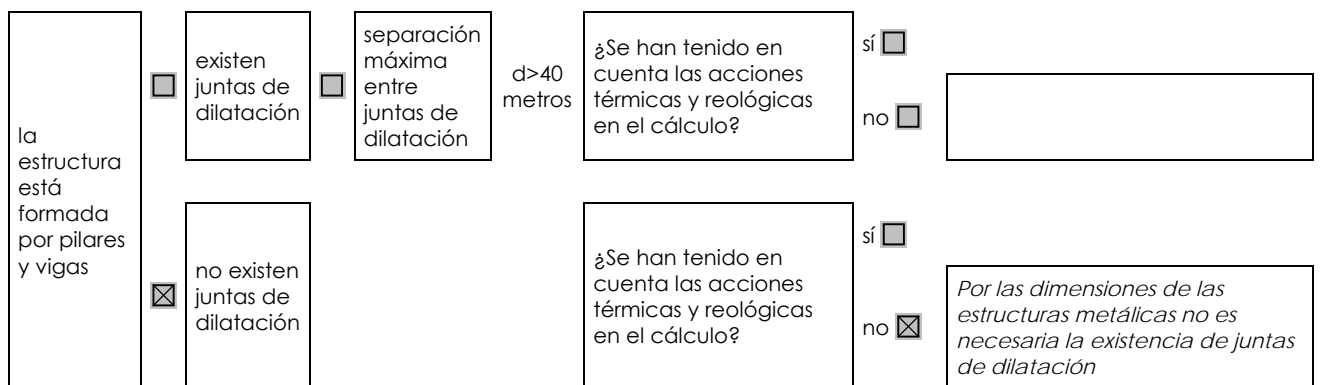 la
estructura
está
formada
por pilares
y vigas
existen
juntas de
dilatación
separación
máxima
entre
juntas de
dilatación
d>40
metros
¿Se han tenido en
cuenta las acciones
térmicas y reológicas
en el cálculo?
sí
no
no existen
juntas de
dilatación
¿Se han tenido en
cuenta las acciones
térmicas y reológicas
en el cálculo?
sí
no
Por las dimensiones de las
estructuras metálicas no es
necesaria la existencia de juntas
de dilatación